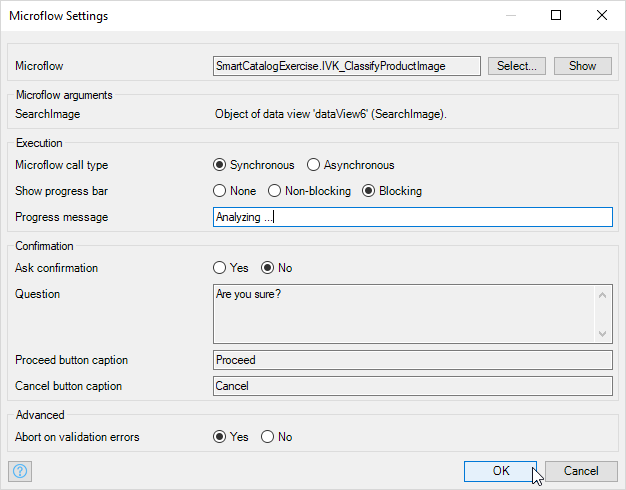 Microflow Settings
Microflow SmartCatalogExercise.IVK_ClassifyProductImage Select... Show
Microflow arguments
SearchImage Object of data view 'dataView6' (SearchImage).
Execution
Microflow call type Synchronous Asynchronous
Show progress bar None Non-blocking Blocking
Progress message Analyzing ...
Confirmation
Ask confirmation Yes No
Question Are you sure?
Proceed button caption Proceed
Cancel button caption Cancel
Advanced
Abort on validation errors Yes No
? OK Cancel